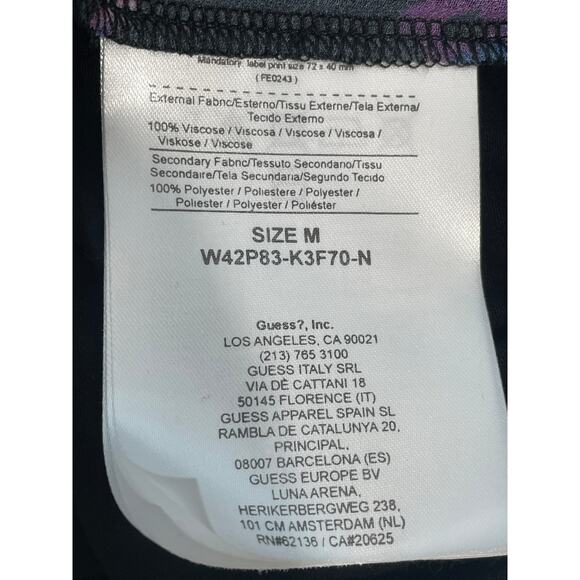 Mandatory label print size 72 x 40 mm
(FE0243)
External Fabric/Esterno/Tissu Externe/Tela Externa/
Tecido Externo
100% Viscose / Viscosa / Viscose / Viscosa /
Viskose / Viscose
Secondary Fabric/Tessuto Secondario/Tissu
Secondaire/Tela Secundaria/Segundo Tecido
100% Polyester / Poliestere / Polyester /
Poliester / Polyester / Poliéster
SIZE M
W42P83-K3F70-N
Guess?, Inc.
LOS ANGELES, CA 90021
(213) 765 3100
GUESS ITALY SRL
VIA DÈ CATTANI 18
50145 FLORENCE (IT)
GUESS APPAREL SPAIN SL
RAMBLA DE CATALUNYA 20,
PRINCIPAL,
08007 BARCELONA (ES)
GUESS EUROPE BV
LUNA ARENA,
HERIKERBERGWEG 238,
101 CM AMSTERDAM (NL)
RN#62136 / CA#20625